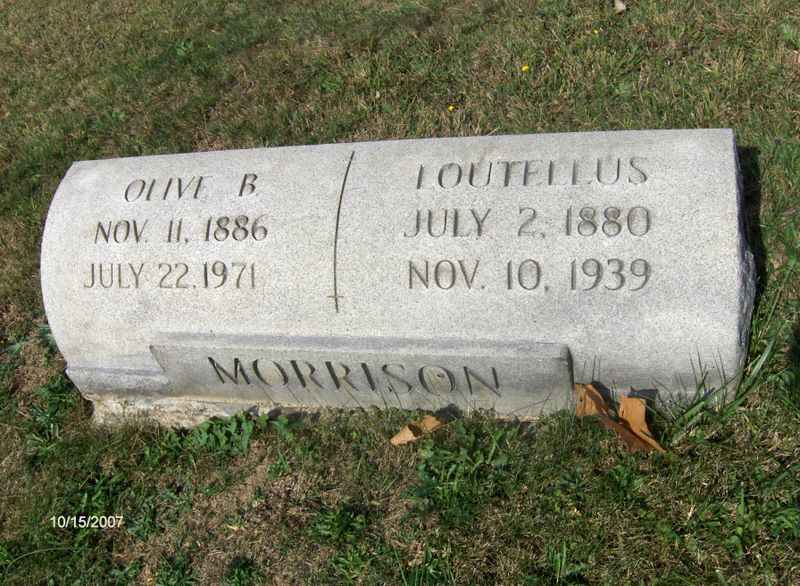 OLIVE B.
NOV. 11, 1886
JULY 22, 1971
LOUTELLUS
JULY 2, 1880
NOV. 10, 1939
MORRISON
10/15/2007